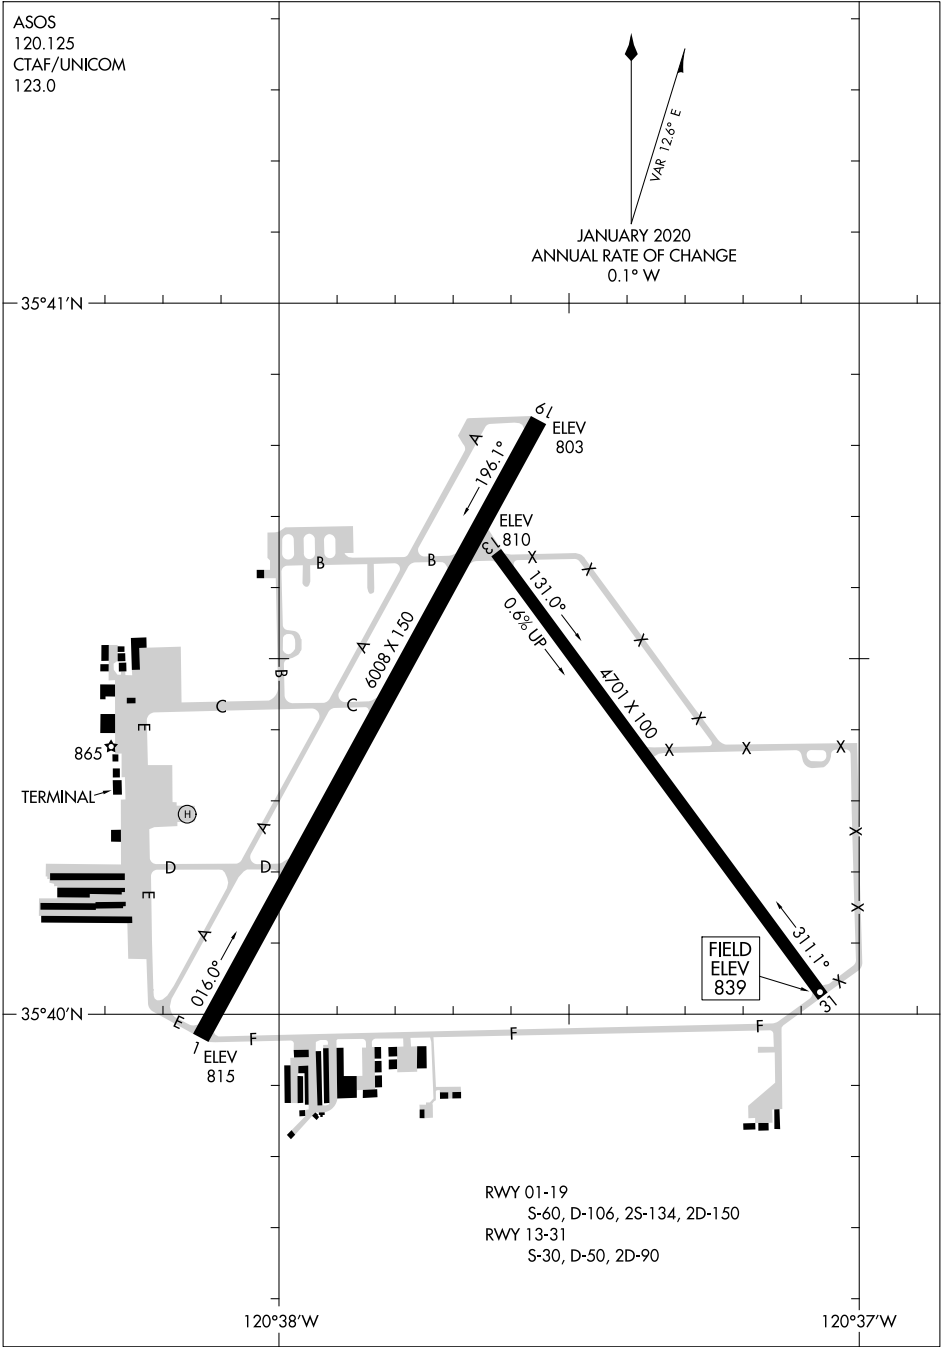 ASOS
120.125
CTAF/UNICOM
123.0
VAR 12.6° E
JANUARY 2020
ANNUAL RATE OF CHANGE
0.1° W
35°41'N
19
ELEV
803
A
196.1°
ELEV
810
13
B
B
X
X
131.0°
0.6% UP
6008 X 150
A
X
B
4701 X 100
C
C
X
E
X
X
X
865
TERMINAL
H
A
X
D
D
E
X
A
311.1°
FIELD
ELEV
839
X
016.0°
31
35°40'N
E
F
F
F
1
ELEV
815
RWY 01-19
S-60, D-106, 2S-134, 2D-150
RWY 13-31
S-30, D-50, 2D-90
120°38'W
120°37'W